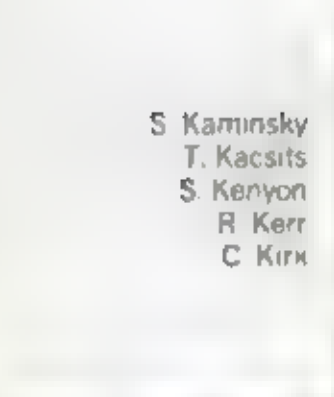 S Kaminsky
T. Kacsits
S. Kenyon
R Kerr
C Kirk